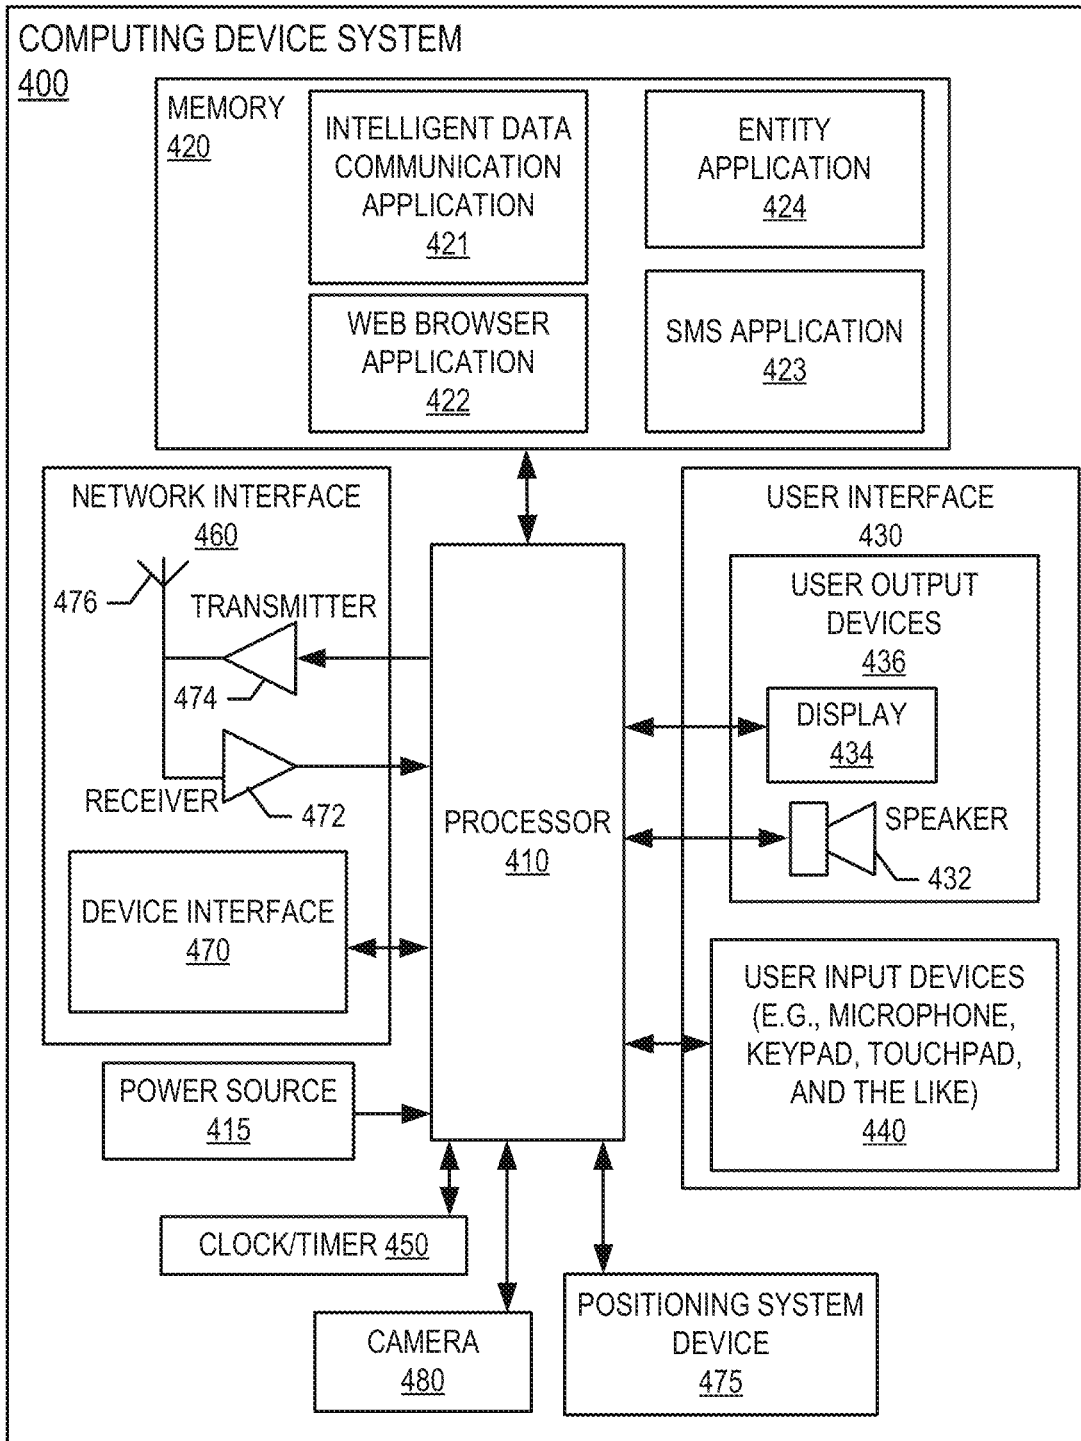 COMPUTING DEVICE SYSTEM
400
MEMORY
420
INTELLIGENT DATA
COMMUNICATION
APPLICATION
421
ENTITY
APPLICATION
424
WEB BROWSER
APPLICATION
422
SMS APPLICATION
423
NETWORK INTERFACE
460
476
TRANSMITTER
474
RECEIVER
472
DEVICE INTERFACE
470
PROCESSOR
410
USER INTERFACE
430
USER OUTPUT
DEVICES
436
DISPLAY
434
SPEAKER
432
USER INPUT DEVICES
(E.G., MICROPHONE,
KEYPAD, TOUCHPAD,
AND THE LIKE)
440
POWER SOURCE
415
CLOCK/TIMER 450
CAMERA
480
POSITIONING SYSTEM
DEVICE
475